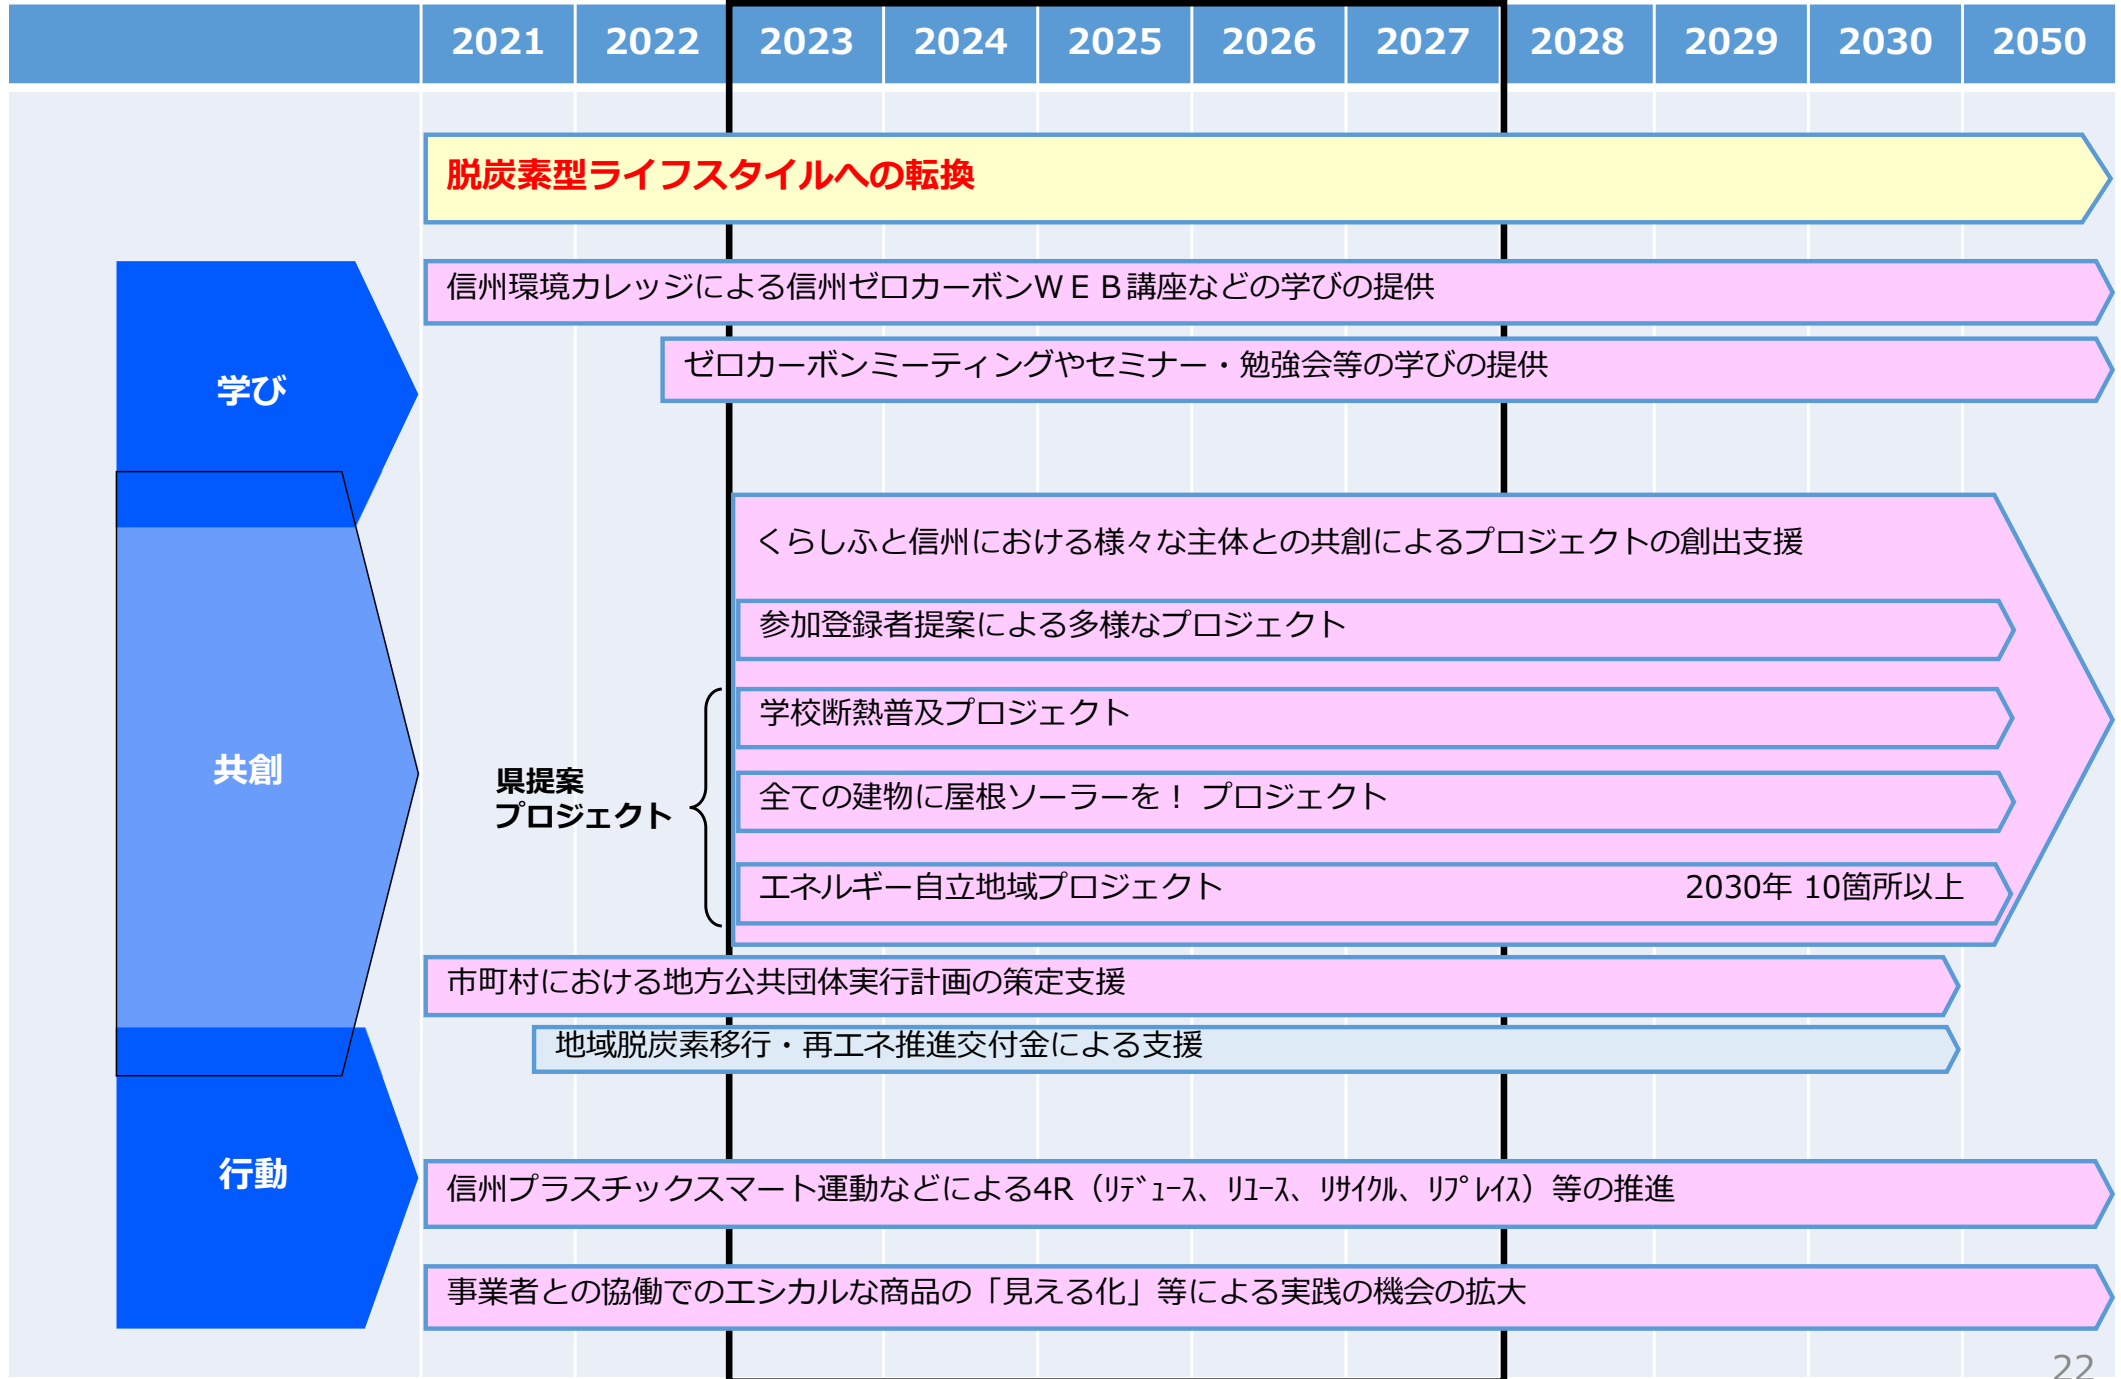 2021 2022 2023 2024 2025 2026 2027 2028 2029 2030 2050
脱炭素型ライフスタイルへの転換
学び
信州環境カレッジによる信州ゼロカーボンＷＥＢ講座などの学びの提供
ゼロカーボンミーティングやセミナー・勉強会等の学びの提供
共創
くらしふと信州における様々な主体との共創によるプロジェクトの創出支援
参加登録者提案による多様なプロジェクト
県提案
プロジェクト
学校断熱普及プロジェクト
全ての建物に屋根ソーラーを！ プロジェクト
エネルギー自立地域プロジェクト 2030年 10箇所以上
市町村における地方公共団体実行計画の策定支援
地域脱炭素移行・再エネ推進交付金による支援
行動
信州プラスチックスマート運動などによる4R（ﾘﾃﾞｭｰｽ、ﾘﾕｰｽ、ﾘｻｲｸﾙ、ﾘﾌﾟﾚｲｽ）等の推進
事業者との協働でのエシカルな商品の「見える化」等による実践の機会の拡大
22